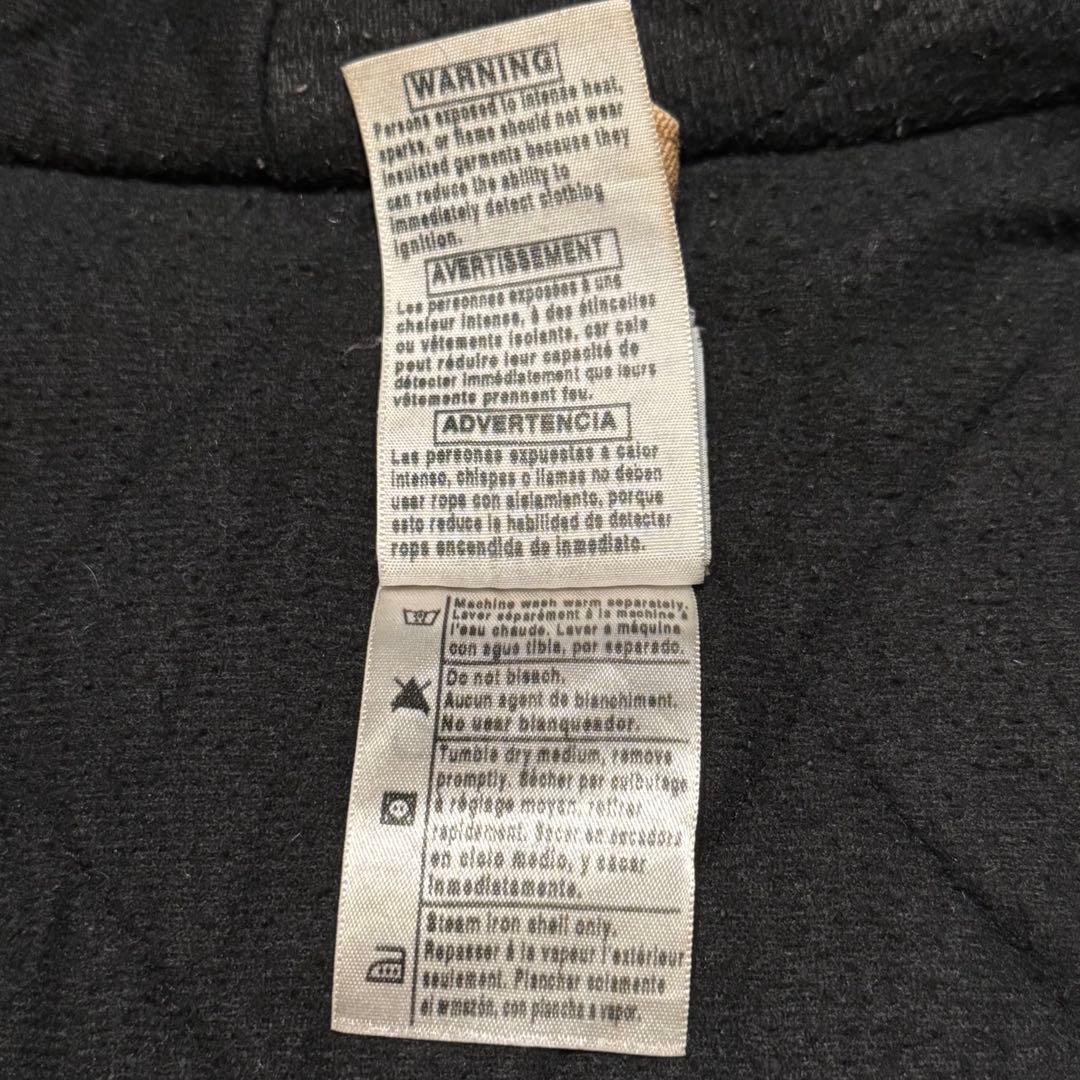 WARNING
Persons exposed to intense heat,
sparks, or flame should not wear
insulated garments because they
can reduce the ability to
immediately detect clothing
ignition.
AVERTISSEMENT
Les personnes exposées à une
chaleur intense, à des étincelles
ou vêtements isolants, car cela
peut réduire leur capacité de
détecter immédiatement que leurs
vêtements prennent feu.
ADVERTENCIA
Las personas expuestas a calor
intenso, chispas o llamas no deben
usar ropa con aislamiento, porque
esto reduce la habilidad de detectar
ropa encendida de inmediato.
Machine wash warm separately.
Laver séparément à la machine à
l'eau chaude. Lavar a máquina
con agua tibia, por separado.
Do not bleach.
Aucun agent de blanchiment.
No usar blanqueador.
Tumble dry medium, remove
promptly. Sécher par culbutage
à réglage moyen, retirer
rapidement. Secar en secadora
en ciclo medio, y sacar
inmediatamente.
Steam iron shell only.
Repasser à la vapeur l'extérieur
seulement. Planchar solamente
el armazón, con plancha a vapor.